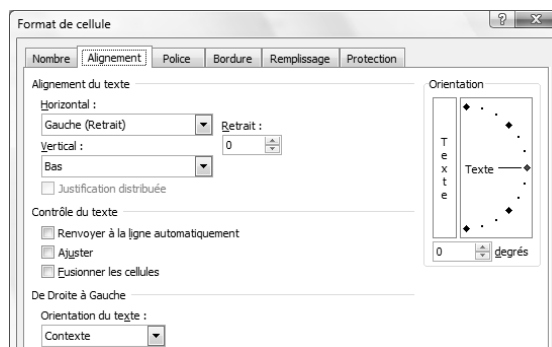 Format de cellule
Nombre Alignement Police Bordure Remplissage Protection
Alignement du texte
Horizontal :
Gauche (Retrait)
Retrait :
0
Vertical :
Bas
Justification distribuée
Contrôle du texte
Renvoyer à la ligne automatiquement
Ajuster
Fusionner les cellules
De Droite à Gauche
Orientation du texte :
Contexte
Orientation
Texte
Texte
0 degrés